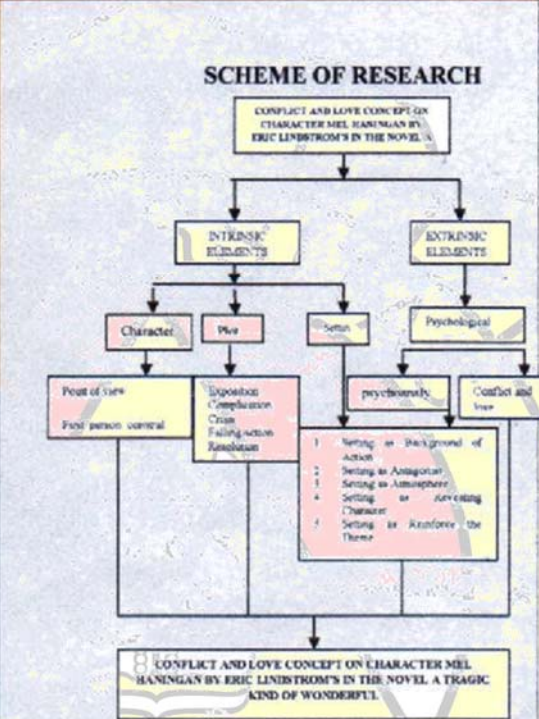 SCHEME OF RESEARCH
CONFLICT AND LOVE CONCEPT ON
CHARACTER MEL HANINGAN BY
ERIC LINDSTROM'S IN THE NOVEL A
INTRINSIC
ELEMENTS
EXTRINSIC
ELEMENTS
Character
Plot
Settin
Psychological
Point of view
First person central
Exposition
Complication
Crisis
Falling action
Resolution
psychoanaly
Conflict and
love
1 Setting as Background of
Action
2 Setting as Antagonist
3 Setting as Atmosphere
4 Setting as Revealing
Character
5 Setting as Reinforce the
Theme
CONFLICT AND LOVE CONCEPT ON CHARACTER MEL
HANINGAN BY ERIC LINDSTROM'S IN THE NOVEL A TRAGIC
KIND OF WONDERFUL